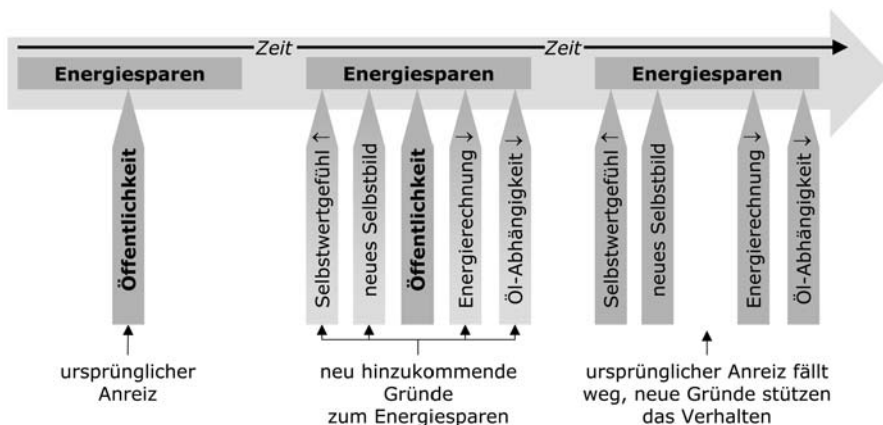 Zeit
Zeit
Energiesparen
Energiesparen
Energiesparen
Öffentlichkeit
Selbstwertgefühl ↑
neues Selbstbild
Öffentlichkeit
Energierechnung ↓
Öl-Abhängigkeit ↓
Selbstwertgefühl ↑
neues Selbstbild
Energierechnung ↓
Öl-Abhängigkeit ↓
ursprünglicher
Anreiz
neu hinzukommende
Gründe
zum Energiesparen
ursprünglicher Anreiz fällt
weg, neue Gründe stützen
das Verhalten